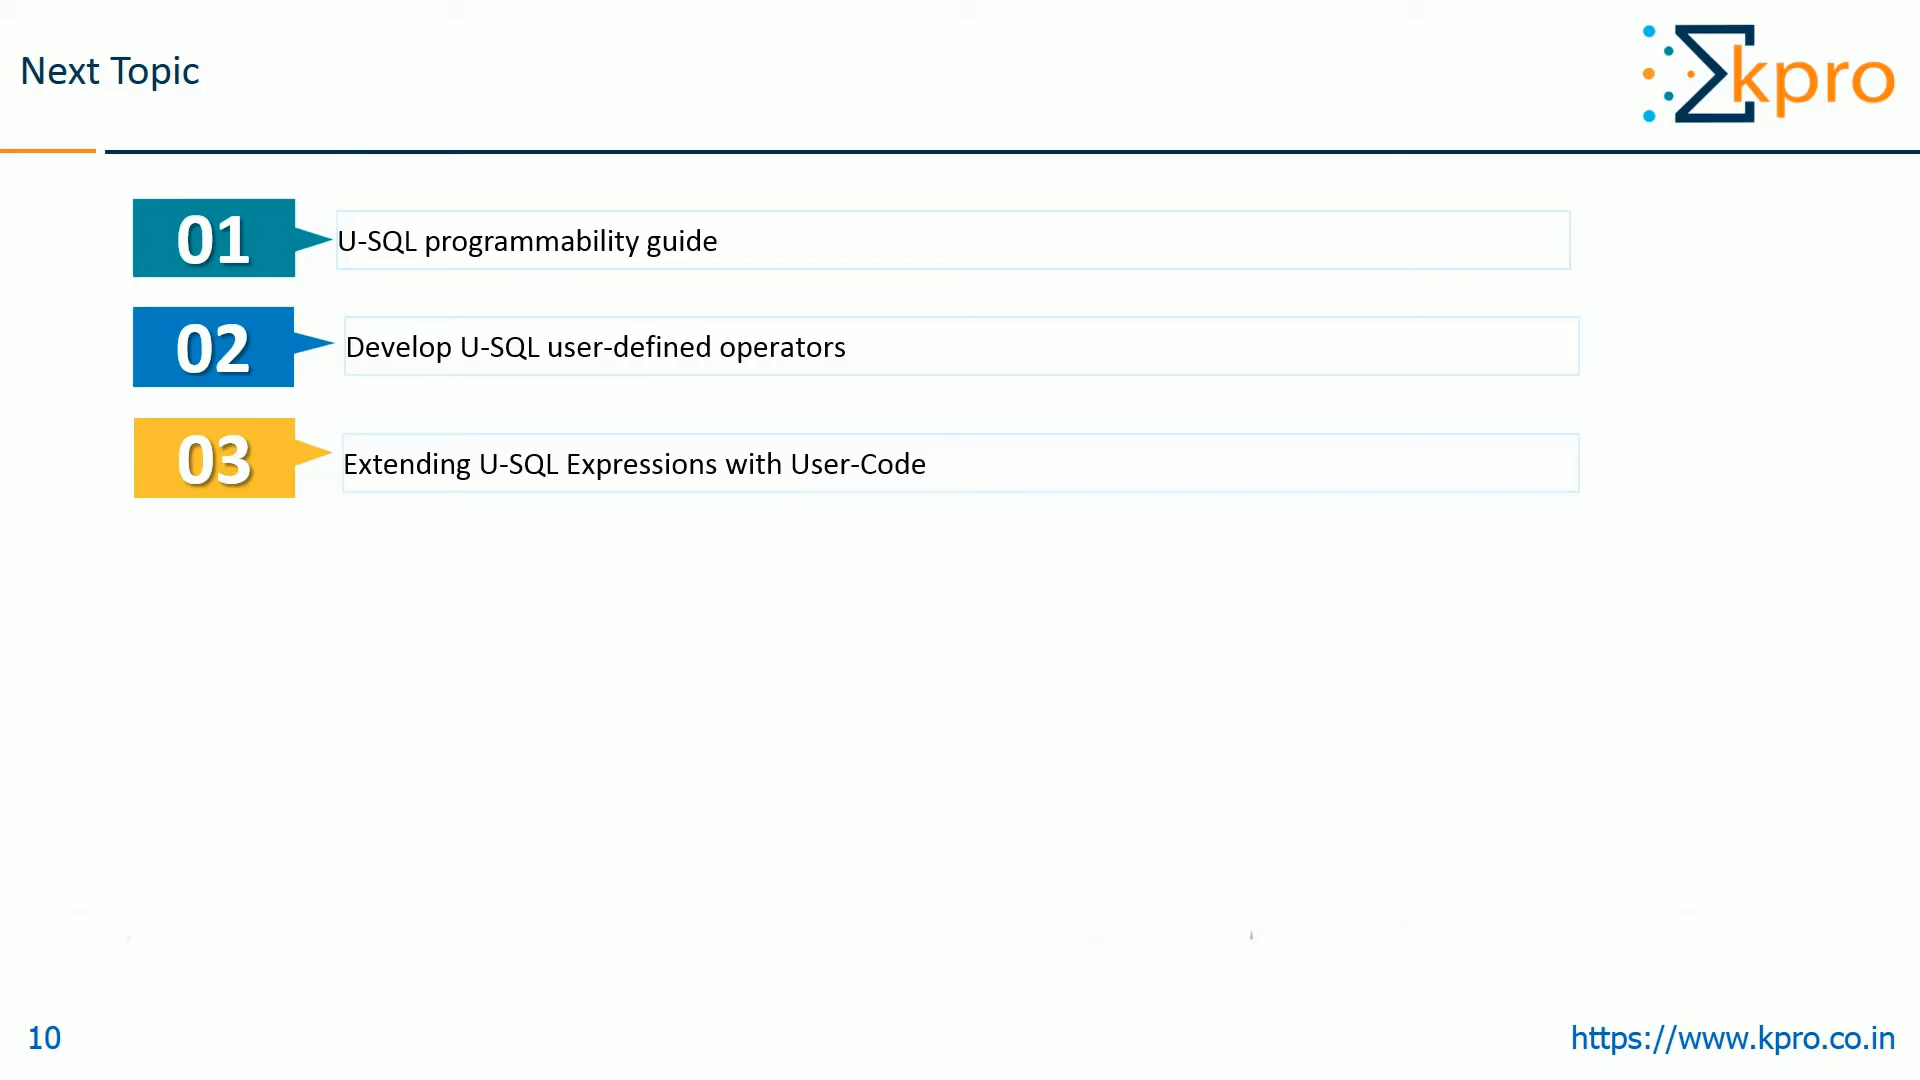 Next Topic
kpro
01
U-SQL programmability guide
02
Develop U-SQL user-defined operators
03
Extending U-SQL Expressions with User-Code
10
https://www.kpro.co.in